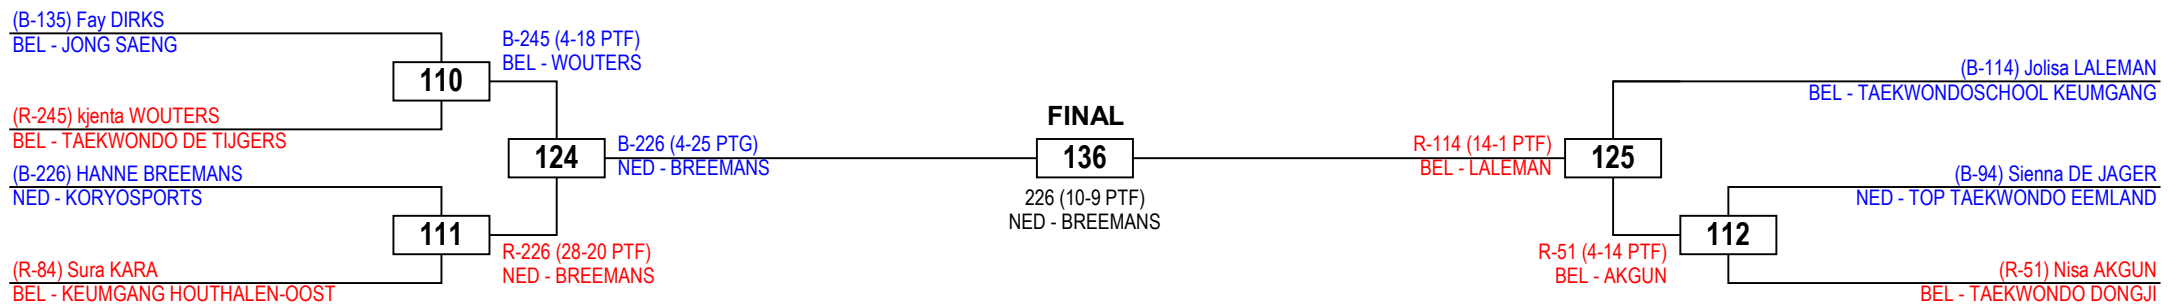 (B-135) Fay DIRKS
BEL - JONG SAENG
110
(R-245) kjenta WOUTERS
BEL - TAEKWONDO DE TIJGERS
B-245 (4-18 PTF)
BEL - WOUTERS
(B-226) HANNE BREEMANS
NED - KORYOSPORTS
111
(R-84) Sura KARA
BEL - KEUMGANG HOUTHALEN-OOST
R-226 (28-20 PTF)
NED - BREEMANS
124
B-226 (4-25 PTG)
NED - BREEMANS
FINAL
136
226 (10-9 PTF)
NED - BREEMANS
R-114 (14-1 PTF)
BEL - LALEMAN
125
(B-114) Jolisa LALEMAN
BEL - TAEKWONDOSCHOOL KEUMGANG
(B-94) Sienna DE JAGER
NED - TOP TAEKWONDO EEMLAND
112
R-51 (4-14 PTF)
BEL - AKGUN
(R-51) Nisa AKGUN
BEL - TAEKWONDO DONGJI